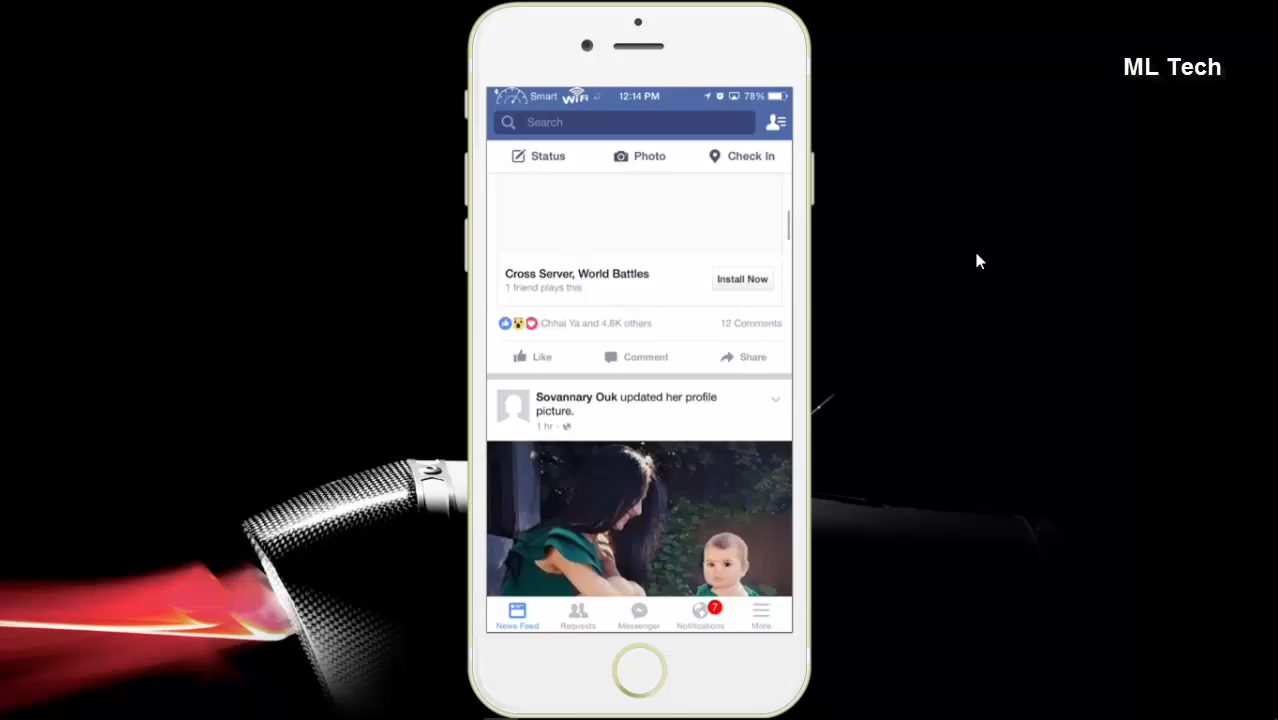 ML Tech
Smart WiFi 12:14 PM 78%
Search
Status Photo Check In
Cross Server, World Battles
1 friend plays this
Install Now
Chhai Ya and 4.6K others 12 Comments
Like Comment Share
Sovannary Ouk updated her profile
picture.
1 hr ·
7
News Feed Requests Messenger Notifications More